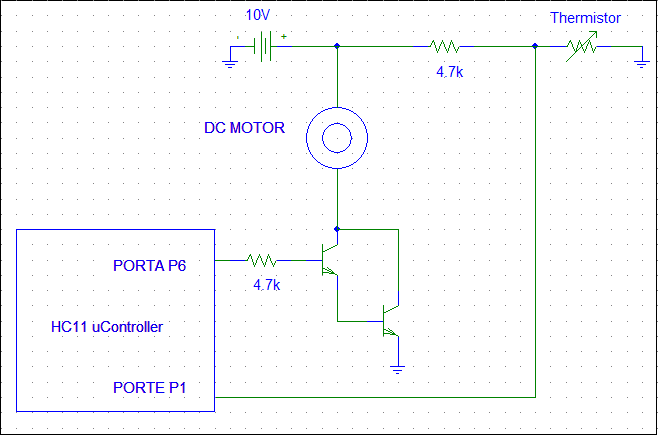 10V
Thermistor
- +
4.7k
DC MOTOR
PORTA P6
4.7k
HC11 uController
PORTE P1